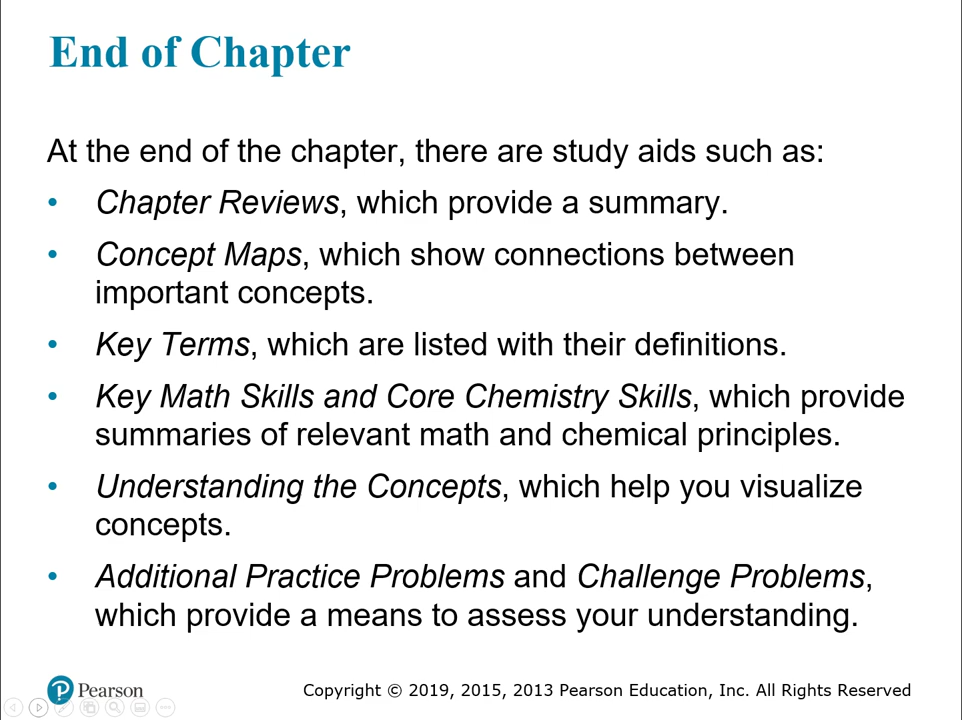 End of Chapter
At the end of the chapter, there are study aids such as:
• Chapter Reviews, which provide a summary.
• Concept Maps, which show connections between
important concepts.
• Key Terms, which are listed with their definitions.
• Key Math Skills and Core Chemistry Skills, which provide
summaries of relevant math and chemical principles.
• Understanding the Concepts, which help you visualize
concepts.
• Additional Practice Problems and Challenge Problems,
which provide a means to assess your understanding.
P Pearson
Copyright © 2019, 2015, 2013 Pearson Education, Inc. All Rights Reserved